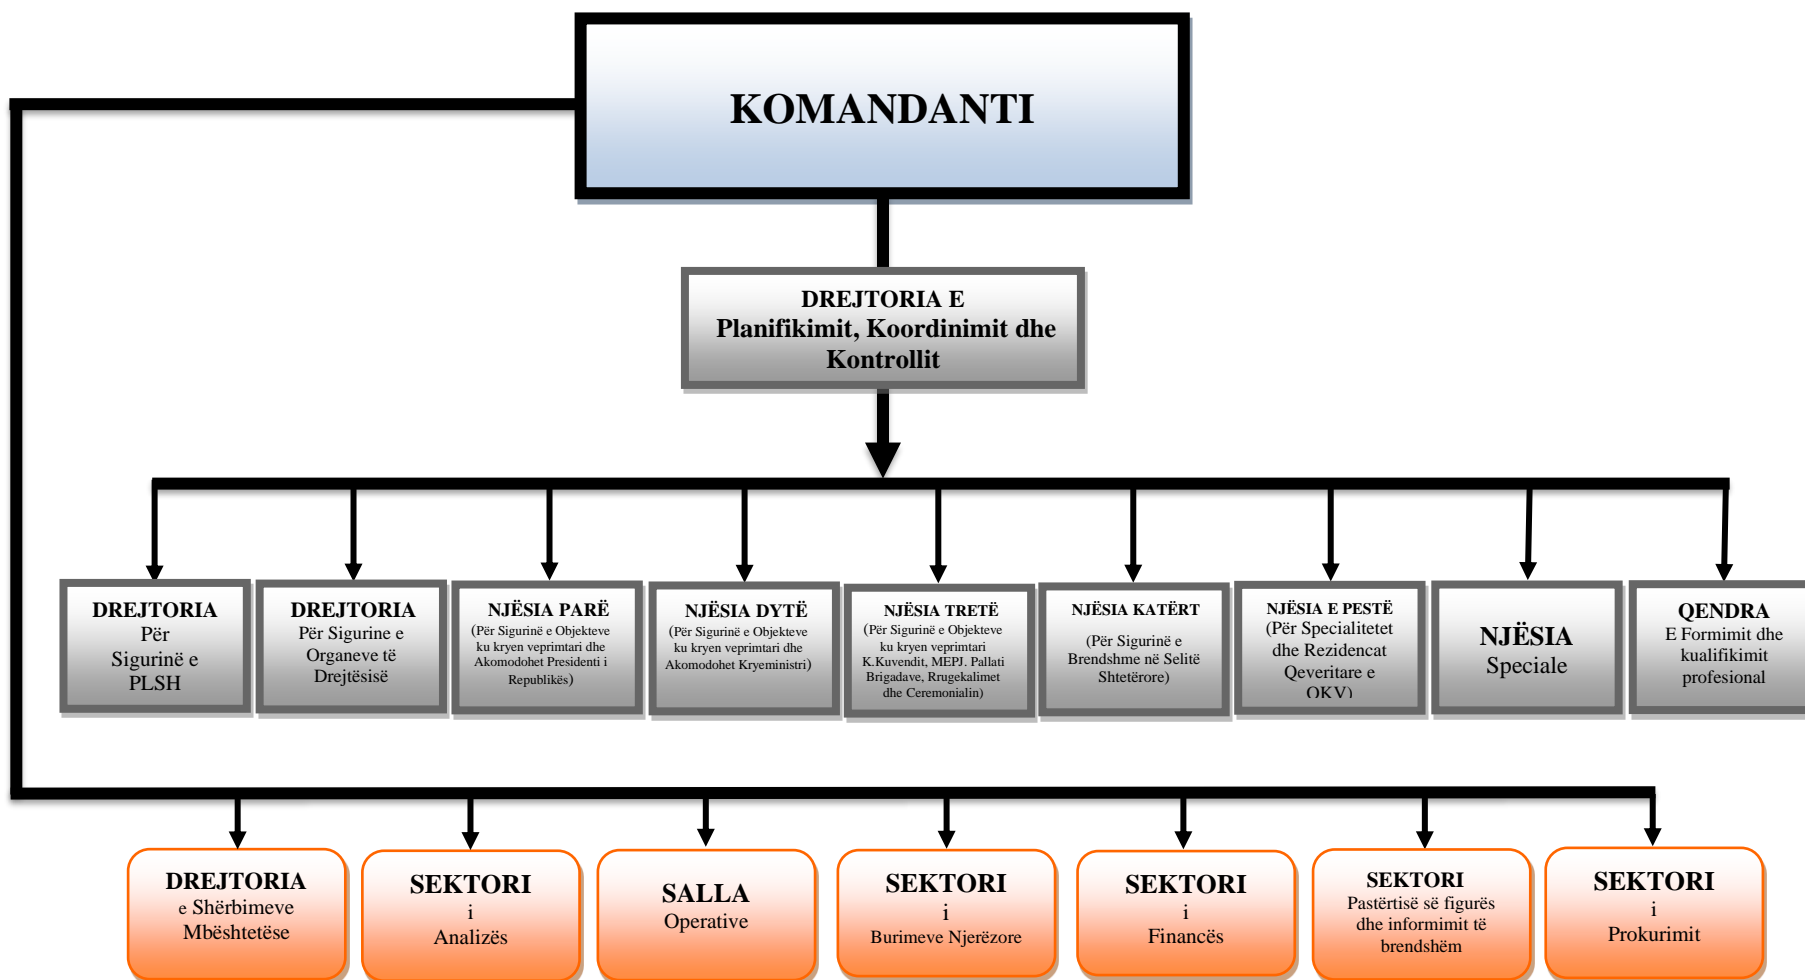 KOMANDANTI
DREJTORIA E
Planifikimit, Koordinimit dhe
Kontrollit
DREJTORIA
Për
Sigurinë e
PLSH
DREJTORIA
Për Sigurine e
Organeve të
Drejtësisë
NJËSIA PARË
(Për Sigurinë e Objekteve
ku kryen veprimtari dhe
Akomodohet Presidenti i
Republikës)
NJËSIA DYTË
(Për Sigurinë e Objekteve
ku kryen veprimtari dhe
Akomodohet Kryeministri)
NJËSIA TRETË
(Për Sigurinë e Objekteve
ku kryen veprimtari
K.Kuvendit, MEPJ. Pallati
Brigadave, Rrugekalimet
dhe Ceremonialin)
NJËSIA KATËRT
(Për Sigurinë e
Brendshme në Selitë
Shtetërore)
NJËSIA E PESTË
(Për Specialitetet
dhe Rezidencat
Qeveritare e
OKV)
NJËSIA
Speciale
QENDRA
E Formimit dhe
kualifikimit
profesional
DREJTORIA
e Shërbimeve
Mbështetëse
SEKTORI
i
Analizës
SALLA
Operative
SEKTORI
i
Burimeve Njerëzore
SEKTORI
i
Financës
SEKTORI
Pastërtisë së figurës
dhe informimit të
brendshëm
SEKTORI
i
Prokurimit